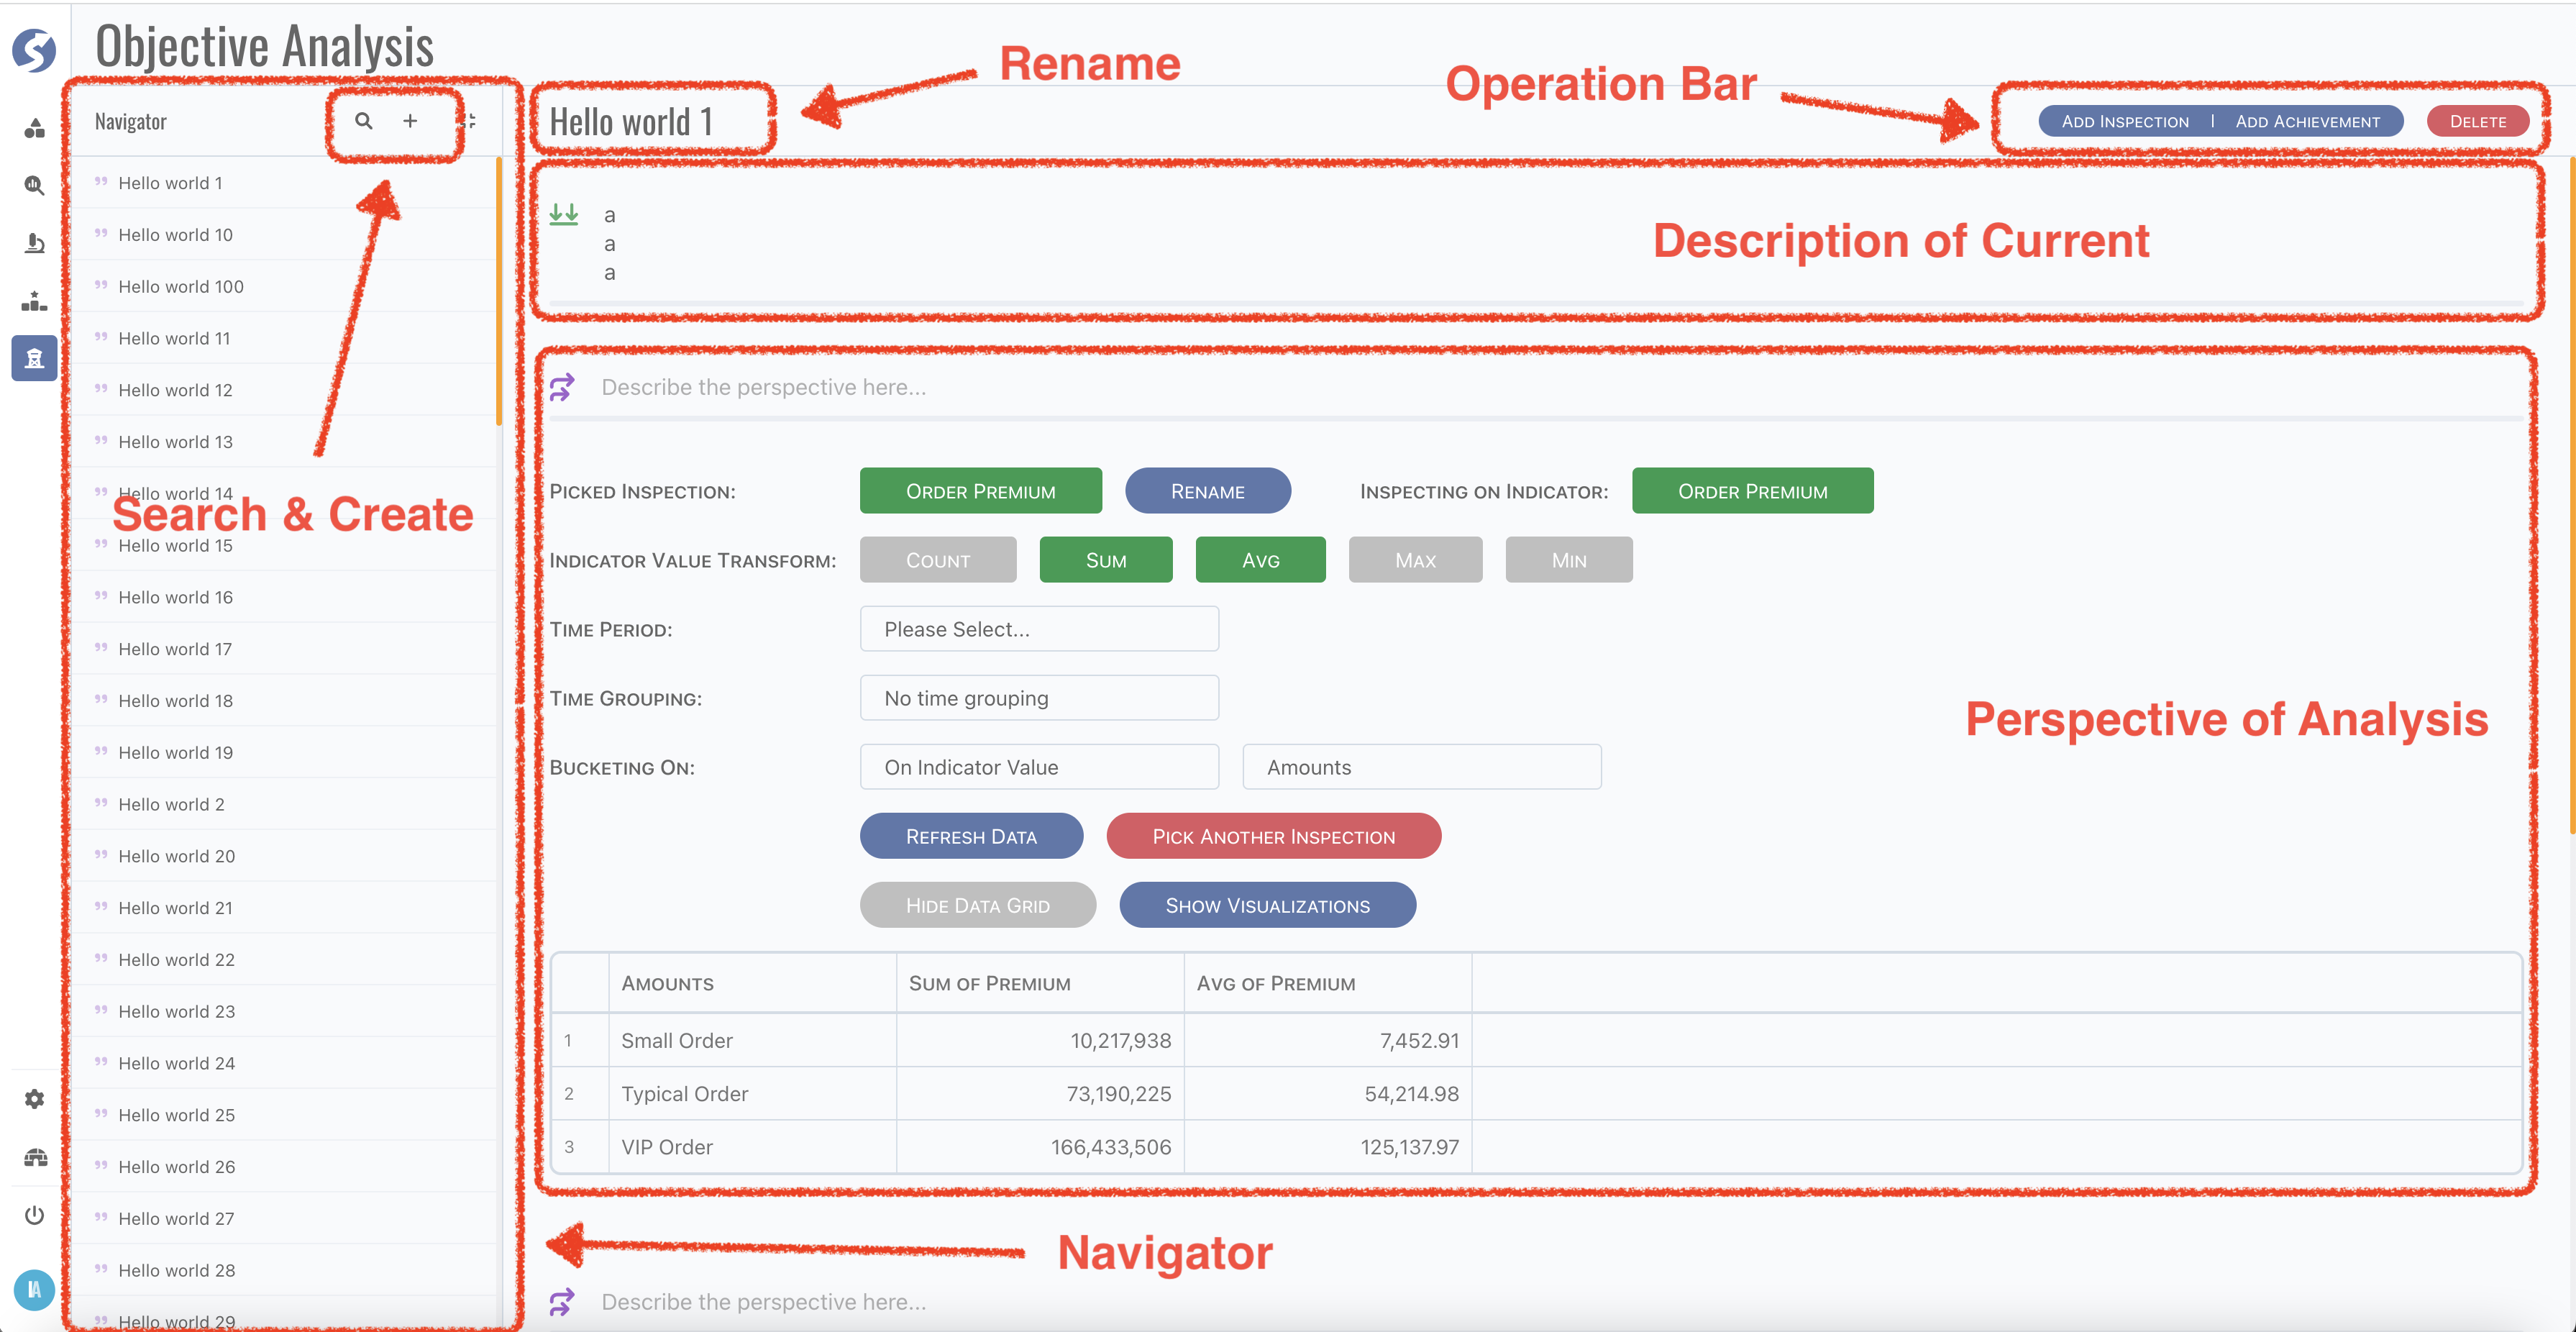 Objective Analysis
Rename
Operation Bar
Navigator
Hello world 1
ADD INSPECTION | ADD ACHIEVEMENT DELETE
Hello world 1
Hello world 10
Hello world 100
Hello world 11
Hello world 12
Hello world 13
Hello world 14
Search & Create
Hello world 15
Hello world 16
Hello world 17
Hello world 18
Hello world 19
Hello world 2
Hello world 20
Hello world 21
Hello world 22
Hello world 23
Hello world 24
Hello world 25
Hello world 26
Hello world 27
Hello world 28
Hello world 29
IA
a
a
a
Description of Current
Describe the perspective here...
PICKED INSPECTION: ORDER PREMIUM RENAME INSPECTING ON INDICATOR: ORDER PREMIUM
INDICATOR VALUE TRANSFORM: COUNT SUM AVG MAX MIN
TIME PERIOD: Please Select...
TIME GROUPING: No time grouping
Perspective of Analysis
BUCKETING ON: On Indicator Value Amounts
REFRESH DATA PICK ANOTHER INSPECTION
HIDE DATA GRID SHOW VISUALIZATIONS
AMOUNTS SUM OF PREMIUM AVG OF PREMIUM
1 Small Order 10,217,938 7,452.91
2 Typical Order 73,190,225 54,214.98
3 VIP Order 166,433,506 125,137.97
Navigator
Describe the perspective here...